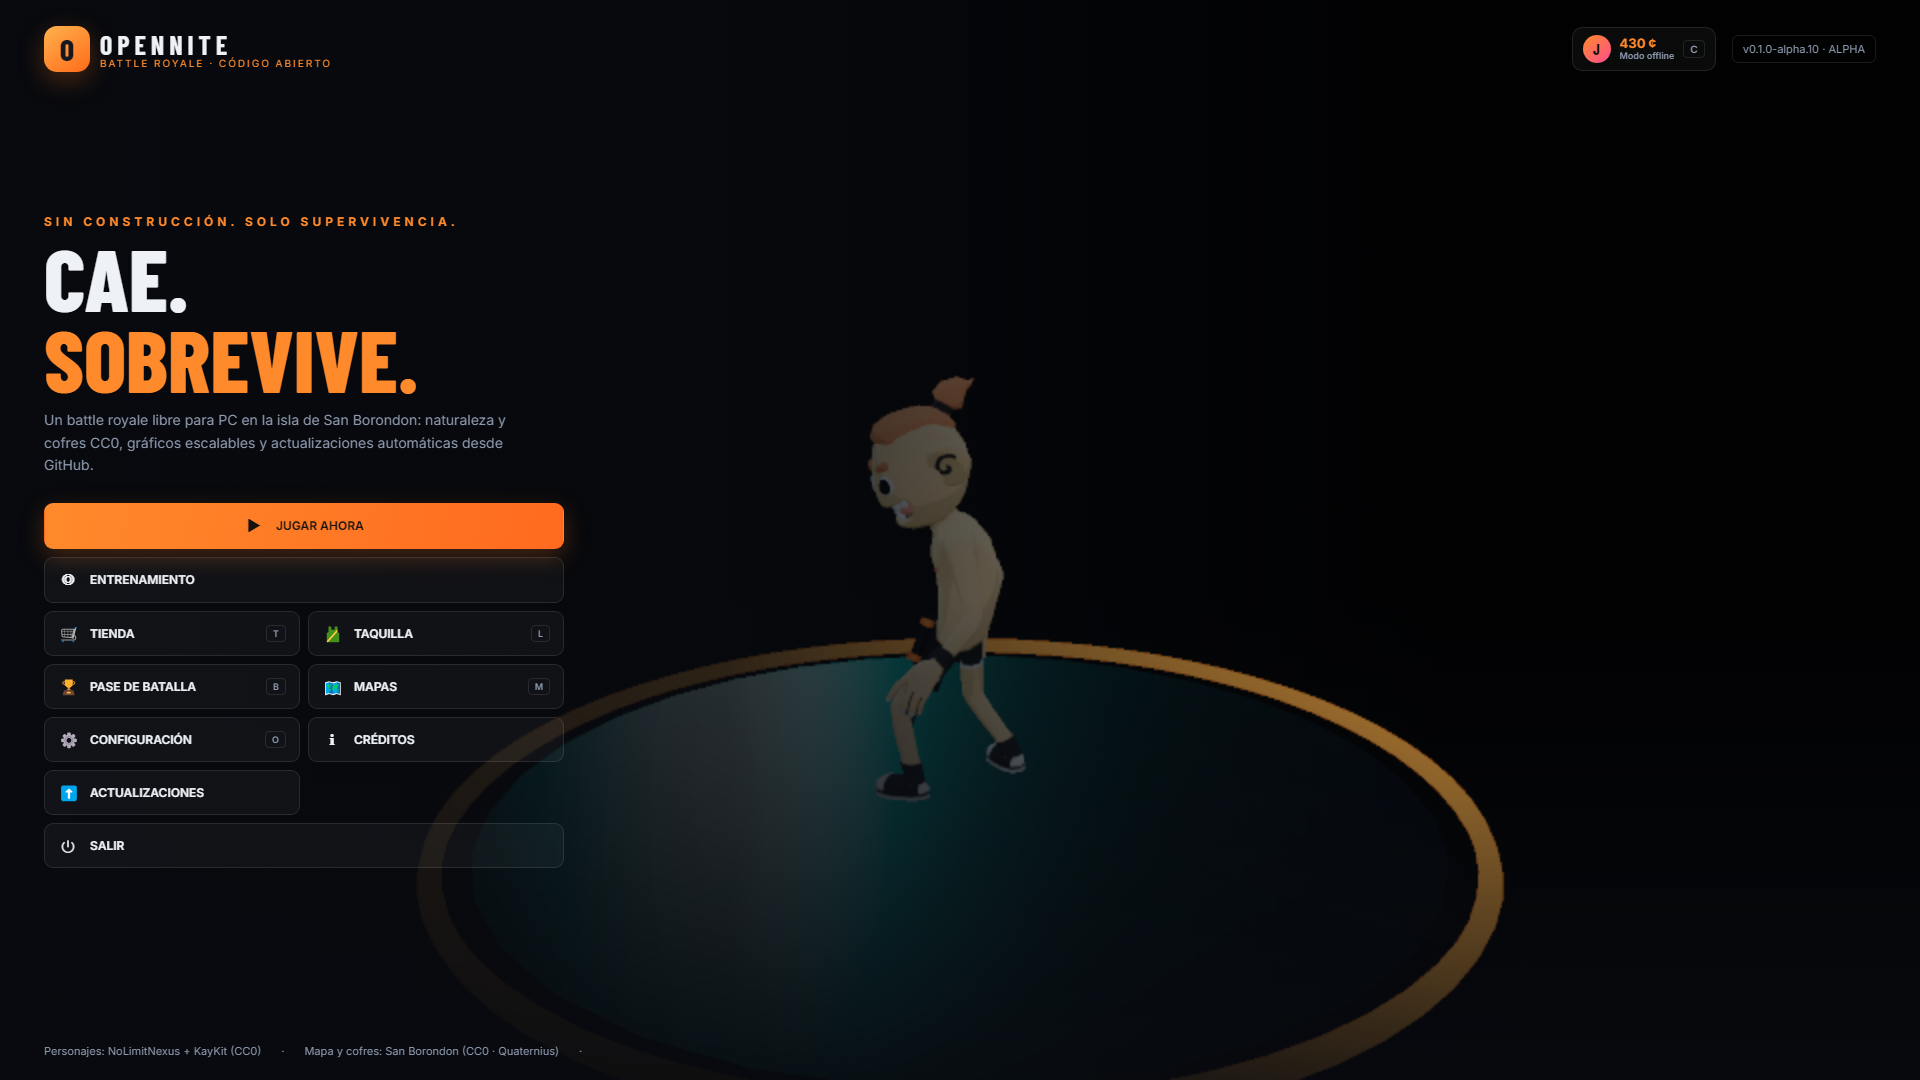 O
OPENNITE
BATTLE ROYALE · CÓDIGO ABIERTO
J
430 ¢
Modo offline
C
v0.1.0-alpha.10 · ALPHA
SIN CONSTRUCCIÓN. SOLO SUPERVIVENCIA.
CAE.
SOBREVIVE.
Un battle royale libre para PC en la isla de San Borondon: naturaleza y
cofres CC0, gráficos escalables y actualizaciones automáticas desde
GitHub.
JUGAR AHORA
ENTRENAMIENTO
TIENDA T
TAQUILLA L
PASE DE BATALLA B
MAPAS M
CONFIGURACIÓN O
CRÉDITOS
ACTUALIZACIONES
SALIR
Personajes: NoLimitNexus + KayKit (CC0) · Mapa y cofres: San Borondon (CC0 · Quaternius) ·